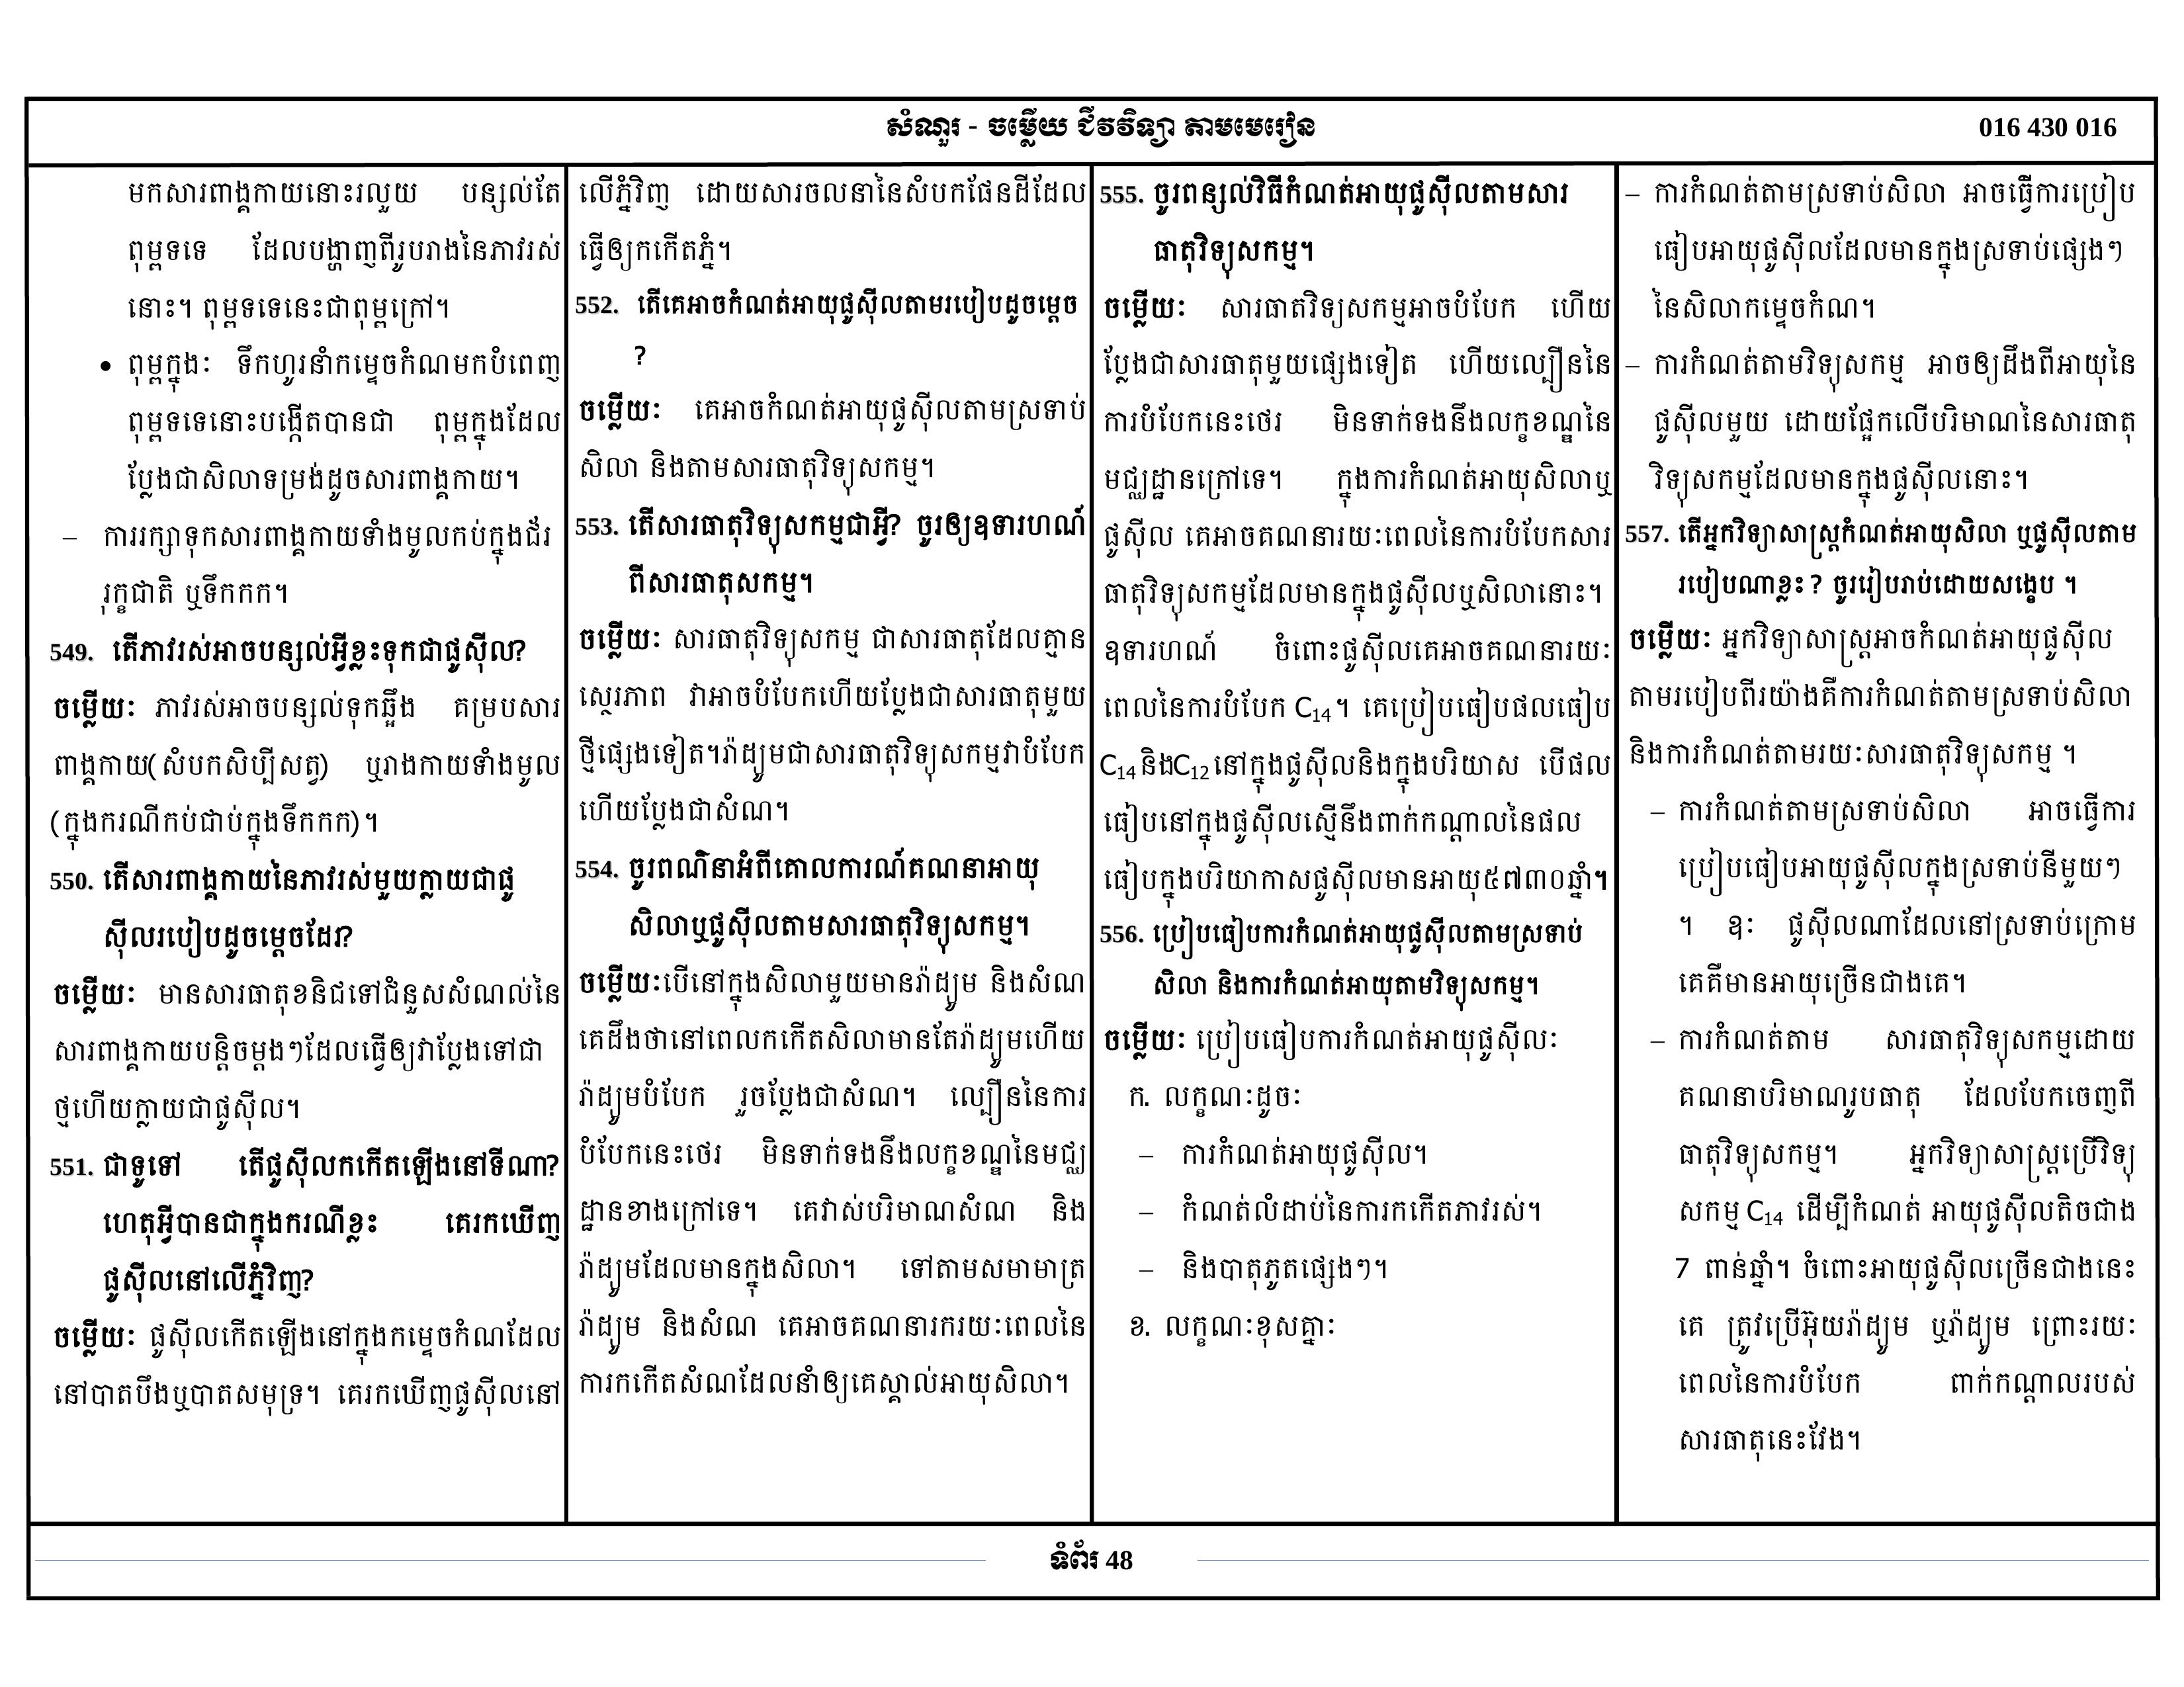 សំណួរ - ចម្លើយ ជីវវិទ្យា តាមមេរៀន
016 430 016
មកសារពាង្គកាយនោះរលួយ បន្សល់តែ
ពុម្ពទទេ ដែលបង្ហាញពីរូបរាងនៃភាវរស់
នោះ។ ពុម្ពទទេនេះជាពុម្ពក្រៅ។
• ពុម្ពក្នុង: ទឹកហូរនាំកម្ទេចកំណមកបំពេញ
ពុម្ពទទេនោះបង្កើតបានជា ពុម្ពក្នុងដែល
ប្លែងជាសិលាទម្រង់ដូចសារពាង្គកាយ។
– ការរក្សាទុកសារពាង្គកាយទាំងមូលកប់ក្នុងជ័រ
រុក្ខជាតិ ឬទឹកកក។
549. តើភាវរស់អាចបន្សល់អ្វីខ្លះទុកជាផូស៊ីល?
ចម្លើយ: ភាវរស់អាចបន្សល់ទុកឆ្អឹង គម្របសារ
ពាង្គកាយ(សំបកសិប្បីសត្វ) ឬរាងកាយទាំងមូល
(ក្នុងករណីកប់ជាប់ក្នុងទឹកកក)។
550. តើសារពាង្គកាយនៃភាវរស់មួយក្លាយជាផូ
ស៊ីលរបៀបដូចម្តេចដែរ?
ចម្លើយ: មានសារធាតុខនិជទៅជំនួសសំណល់នៃ
សារពាង្គកាយបន្តិចម្តងៗដែលធ្វើឲ្យវាប្លែងទៅជា
ថ្មហើយក្លាយជាផូស៊ីល។
551. ជាទូទៅ តើផូស៊ីលកកើតឡើងនៅទីណា?
ហេតុអ្វីបានជាក្នុងករណីខ្លះ គេរកឃើញ
ផូស៊ីលនៅលើភ្នំវិញ?
ចម្លើយ: ផូស៊ីលកើតឡើងនៅក្នុងកម្ទេចកំណដែល
នៅបាតបឹងឬបាតសមុទ្រ។ គេរកឃើញផូស៊ីលនៅ
លើភ្នំវិញ ដោយសារចលនានៃសំបកផែនដីដែល
ធ្វើឲ្យកកើតភ្នំ។
552. តើគេអាចកំណត់អាយុផូស៊ីលតាមរបៀបដូចម្តេច
?
ចម្លើយ: គេអាចកំណត់អាយុផូស៊ីលតាមស្រទាប់
សិលា និងតាមសារធាតុវិទ្យុសកម្ម។
553. តើសារធាតុវិទ្យុសកម្មជាអ្វី? ចូរឲ្យឧទារហណ៍
ពីសារធាតុសកម្ម។
ចម្លើយ: សារធាតុវិទ្យុសកម្ម ជាសារធាតុដែលគ្មាន
ស្ថេរភាព វាអាចបំបែកហើយប្លែងជាសារធាតុមួយ
ថ្មីផ្សេងទៀត។រ៉ាដ្យូមជាសារធាតុវិទ្យុសកម្មវាបំបែក
ហើយប្លែងជាសំណ។
554. ចូរពណ៌នាអំពីគោលការណ៍គណនាអាយុ
សិលាឬផូស៊ីលតាមសារធាតុវិទ្យុសកម្ម។
ចម្លើយ:បើនៅក្នុងសិលាមួយមានរ៉ាដ្យូម និងសំណ
គេដឹងថានៅពេលកកើតសិលាមានតែរ៉ាដ្យូមហើយ
រ៉ាដ្យូមបំបែក រួចប្លែងជាសំណ។ ល្បឿននៃការ
បំបែកនេះថេរ មិនទាក់ទងនឹងលក្ខខណ្ឌនៃមជ្ឈ
ដ្ឋានខាងក្រៅទេ។ គេវាស់បរិមាណសំណ និង
រ៉ាដ្យូមដែលមានក្នុងសិលា។ ទៅតាមសមាមាត្រ
រ៉ាដ្យូម និងសំណ គេអាចគណនារករយៈពេលនៃ
ការកកើតសំណដែលនាំឲ្យគេស្គាល់អាយុសិលា។
555. ចូរពន្យល់វិធីកំណត់អាយុផូស៊ីលតាមសារ
ធាតុវិទ្យុសកម្ម។
ចម្លើយ: សារធាតវិទ្យសកម្មអាចបំបែក ហើយ
ប្លែងជាសារធាតុមួយផ្សេងទៀត ហើយល្បឿននៃ
ការបំបែកនេះថេរ មិនទាក់ទងនឹងលក្ខខណ្ឌនៃ
មជ្ឈដ្ឋានក្រៅទេ។ ក្នុងការកំណត់អាយុសិលាឬ
ផូស៊ីល គេអាចគណនារយៈពេលនៃការបំបែកសារ
ធាតុវិទ្យុសកម្មដែលមានក្នុងផូស៊ីលឬសិលានោះ។
ឧទារហណ៍ ចំពោះផូស៊ីលគេអាចគណនារយៈ
ពេលនៃការបំបែក C₁₄។ គេប្រៀបធៀបផលធៀប
C₁₄និងC₁₂នៅក្នុងផូស៊ីលនិងក្នុងបរិយាស បើផល
ធៀបនៅក្នុងផូស៊ីលស្មើនឹងពាក់កណ្តាលនៃផល
ធៀបក្នុងបរិយាកាសផូស៊ីលមានអាយុ៥៧៣០ឆ្នាំ។
556. ប្រៀបធៀបការកំណត់អាយុផូស៊ីលតាមស្រទាប់
សិលា និងការកំណត់អាយុតាមវិទ្យុសកម្ម។
ចម្លើយ: ប្រៀបធៀបការកំណត់អាយុផូស៊ីល:
ក. លក្ខណៈដូច:
– ការកំណត់អាយុផូស៊ីល។
– កំណត់លំដាប់នៃការកកើតភាវរស់។
– និងបាតុភូតផ្សេងៗ។
ខ. លក្ខណៈខុសគ្នា:
– ការកំណត់តាមស្រទាប់សិលា អាចធ្វើការប្រៀប
ធៀបអាយុផូស៊ីលដែលមានក្នុងស្រទាប់ផ្សេងៗ
នៃសិលាកម្ទេចកំណ។
– ការកំណត់តាមវិទ្យុសកម្ម អាចឲ្យដឹងពីអាយុនៃ
ផូស៊ីលមួយ ដោយផ្អែកលើបរិមាណនៃសារធាតុ
វិទ្យុសកម្មដែលមានក្នុងផូស៊ីលនោះ។
557. តើអ្នកវិទ្យាសាស្ត្រកំណត់អាយុសិលា ឬផូស៊ីលតាម
របៀបណាខ្លះ? ចូររៀបរាប់ដោយសង្ខេប ។
ចម្លើយ: អ្នកវិទ្យាសាស្ត្រអាចកំណត់អាយុផូស៊ីល
តាមរបៀបពីរយ៉ាងគឺការកំណត់តាមស្រទាប់សិលា
និងការកំណត់តាមរយៈសារធាតុវិទ្យុសកម្ម ។
– ការកំណត់តាមស្រទាប់សិលា អាចធ្វើការ
ប្រៀបធៀបអាយុផូស៊ីលក្នុងស្រទាប់នីមួយៗ
។ ឧ: ផូស៊ីលណាដែលនៅស្រទាប់ក្រោម
គេគឺមានអាយុច្រើនជាងគេ។
– ការកំណត់តាម សារធាតុវិទ្យុសកម្មដោយ
គណនាបរិមាណរូបធាតុ ដែលបែកចេញពី
ធាតុវិទ្យុសកម្ម។ អ្នកវិទ្យាសាស្ត្រប្រើវិទ្យុ
សកម្ម C₁₄ ដើម្បីកំណត់ អាយុផូស៊ីលតិចជាង
7 ពាន់ឆ្នាំ។ ចំពោះអាយុផូស៊ីលច្រើនជាងនេះ
គេ ត្រូវប្រើអ៊ុយរ៉ាដ្យូម ឬរ៉ាដ្យូម ព្រោះរយៈ
ពេលនៃការបំបែក ពាក់កណ្តាលរបស់
សារធាតុនេះវែង។
ទំព័រ 48